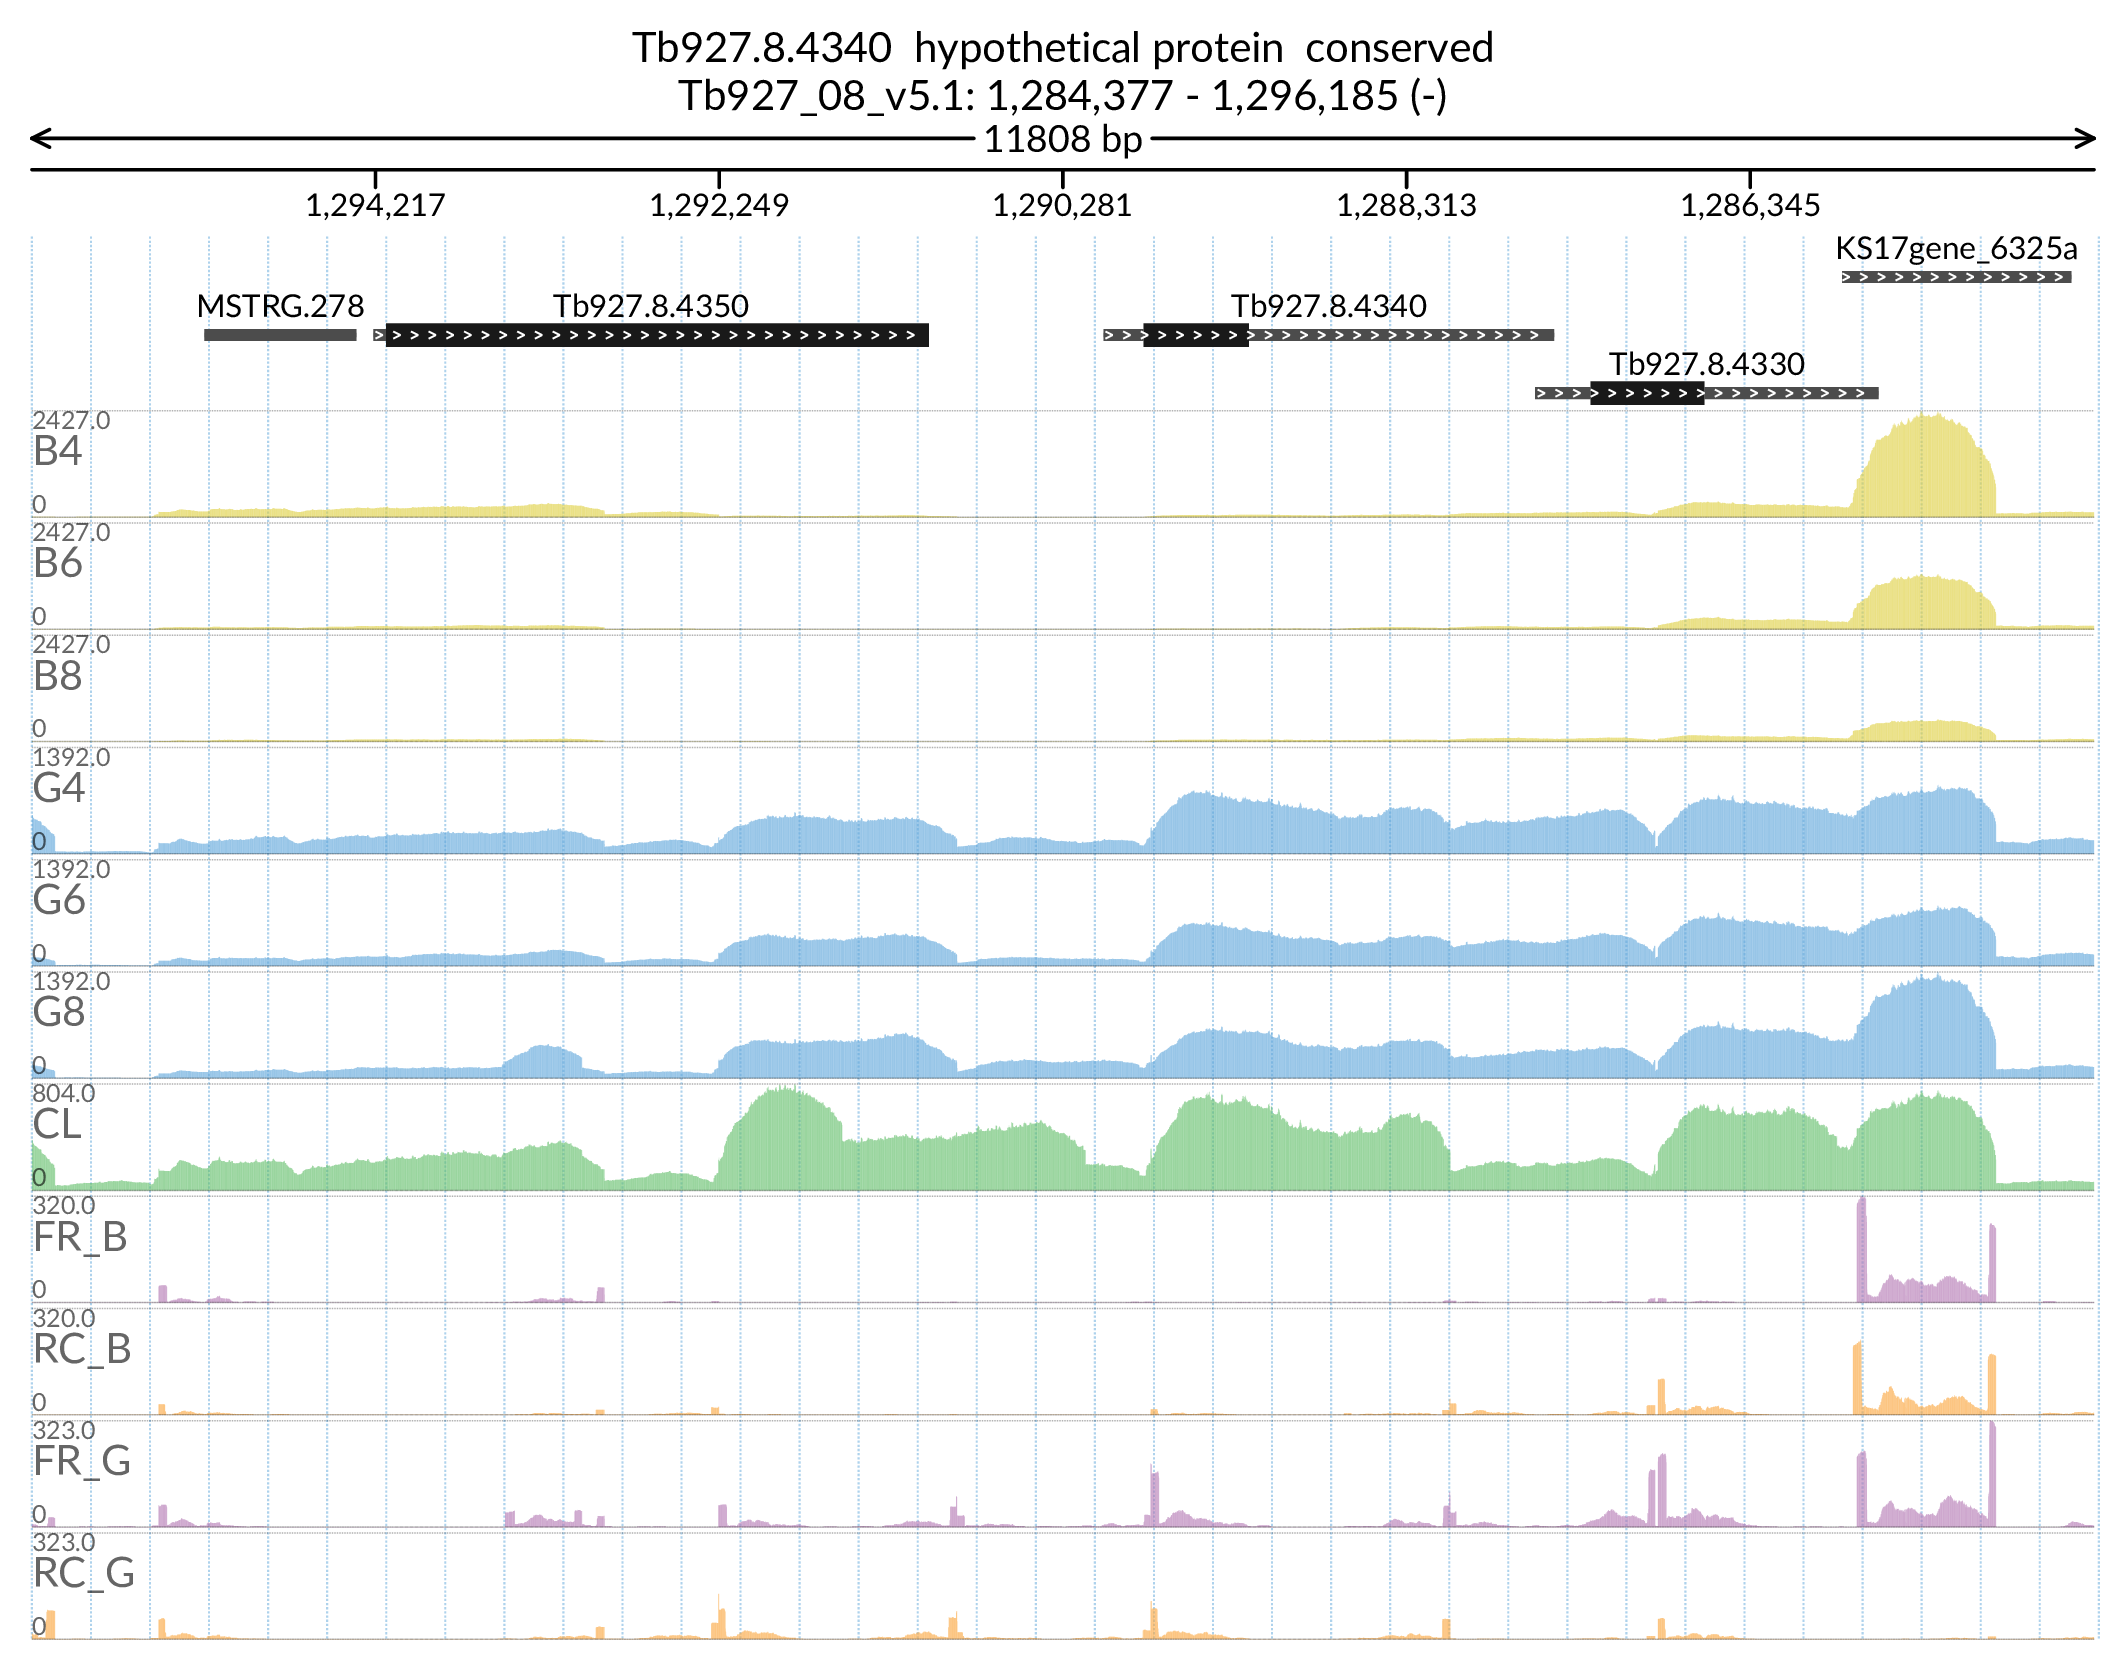 Tb927.8.4340 hypothetical protein conserved
Tb927_08_v5.1: 1,284,377 - 1,296,185 (-)
11808 bp
1,294,217 1,292,249 1,290,281 1,288,313 1,286,345
KS17gene_6325a
MSTRG.278 Tb927.8.4350 Tb927.8.4340
Tb927.8.4330
2427.0
B4
0
2427.0
B6
0
2427.0
B8
0
1392.0
G4
0
1392.0
G6
0
1392.0
G8
0
804.0
CL
0
320.0
FR_B
0
320.0
RC_B
0
323.0
FR_G
0
323.0
RC_G
0